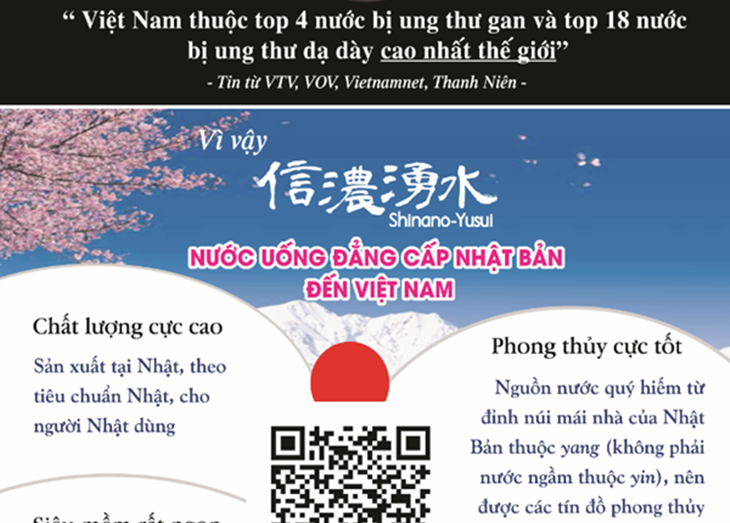 “ Việt Nam thuộc top 4 nước bị ung thư gan và top 18 nước
bị ung thư dạ dày cao nhất thế giới”
- Tin từ VTV, VOV, Vietnamnet, Thanh Niên -
Vì vậy
信濃湧水
Shinano-Yusui
NƯỚC UỐNG ĐẲNG CẤP NHẬT BẢN
ĐẾN VIỆT NAM
Chất lượng cực cao
Sản xuất tại Nhật, theo
tiêu chuẩn Nhật, cho
người Nhật dùng
Phong thủy cực tốt
Nguồn nước quý hiếm từ
đỉnh núi mái nhà của Nhật
Bản thuộc yang (không phải
nước ngầm thuộc yin), nên
được các tín đồ phong thủy
Siêu mềm rất ngon